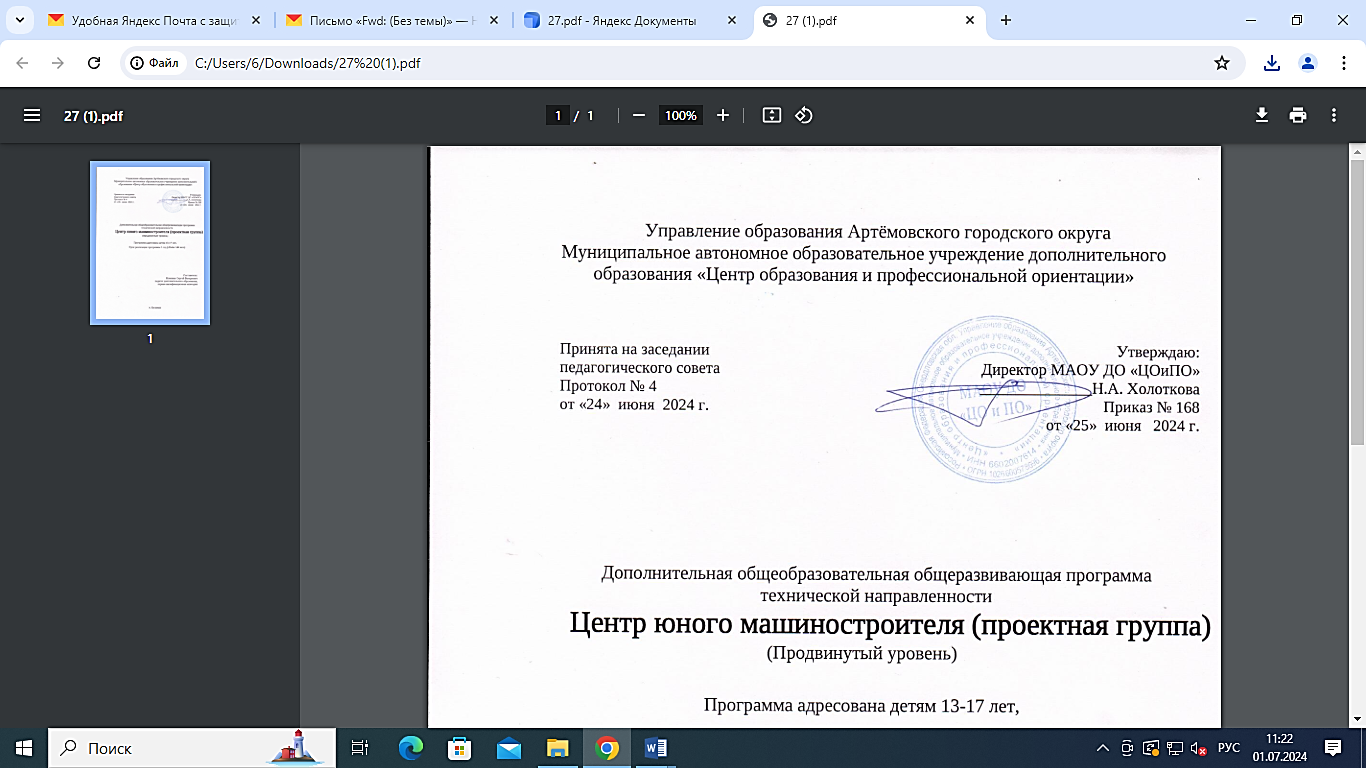 Удобная Яндекс Почта с защи
Письмо «Fwd: (Без темы)» — Н
27.pdf - Яндекс Документы
27 (1).pdf
Файл
C:/Users/6/Downloads/27%20(1).pdf
27 (1).pdf
1 / 1
100%
1
Управление образования Артёмовского городского округа
Муниципальное автономное образовательное учреждение дополнительного
образования «Центр образования и профессиональной ориентации»
Принята на заседании
педагогического совета
Протокол № 4
от «24» июня 2024 г.
Утверждаю:
Директор МАОУ ДО «ЦОиПО»
Н.А. Холоткова
Приказ № 168
от «25» июня 2024 г.
МАОУ ДО
«ЦО и ПО»
Дополнительная общеобразовательная общеразвивающая программа
технической направленности
Центр юного машиностроителя (проектная группа)
(Продвинутый уровень)
Программа адресована детям 13-17 лет,
Поиск
РУС
11:22
01.07.2024